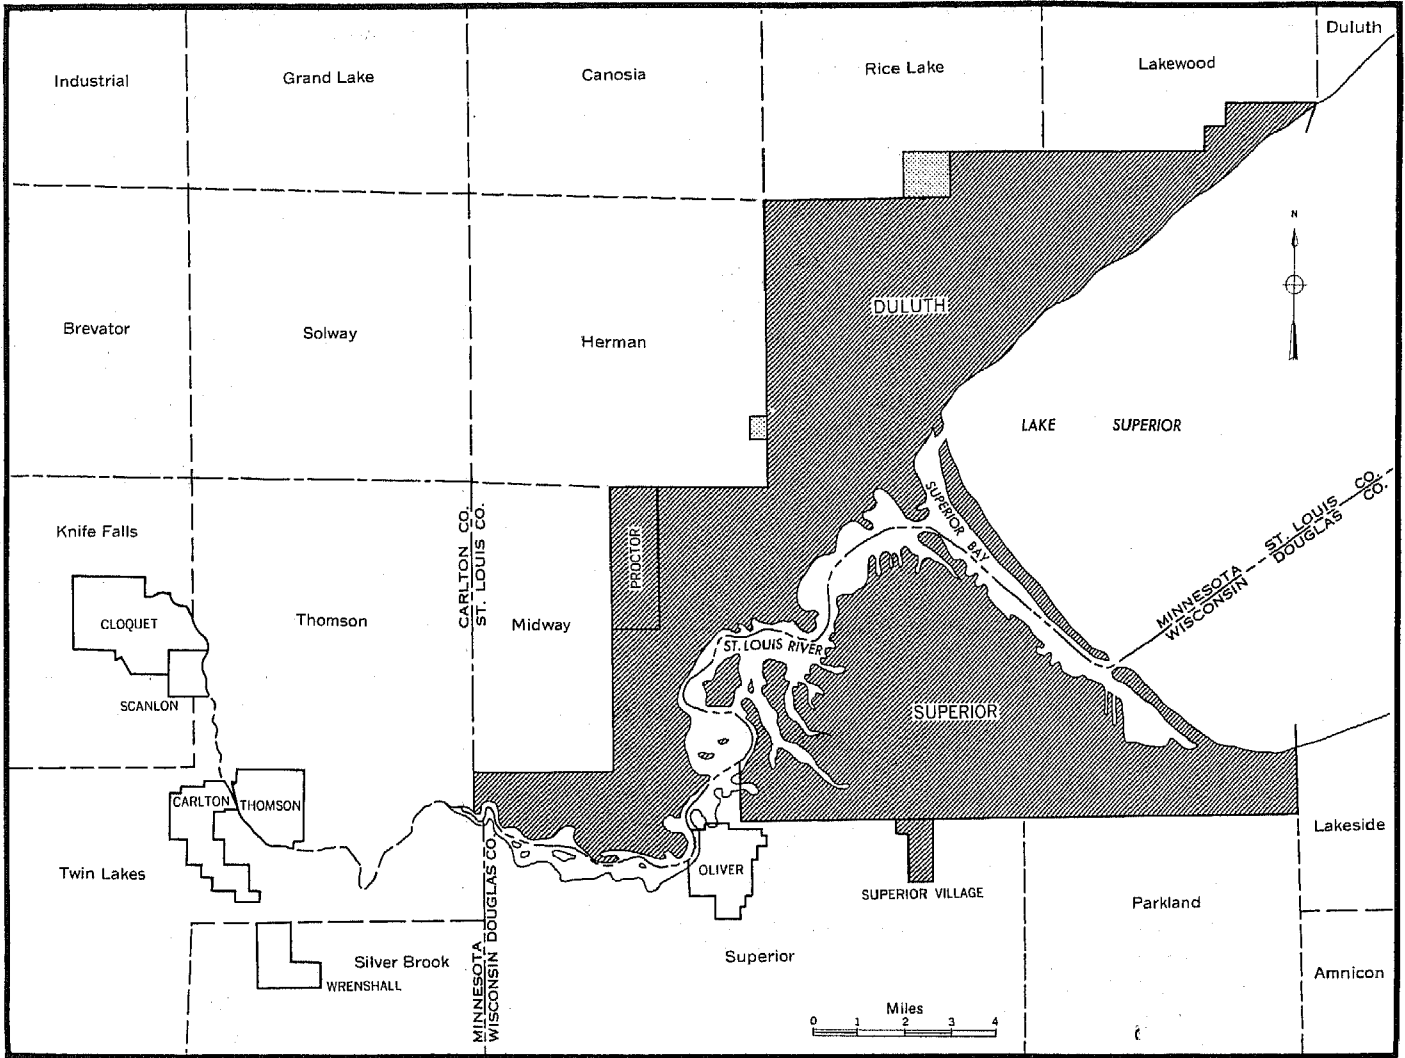 Duluth
Industrial
Grand Lake
Canosia
Rice Lake
Lakewood
N
DULUTH
Brevator
Solway
Herman
LAKE SUPERIOR
SUPERIOR BAY
ST. LOUIS CO.
DOUGLAS CO.
MINNESOTA
WISCONSIN
Knife Falls
CARLTON CO.
ST. LOUIS CO.
PROCTOR
CLOQUET
Thomson
Midway
ST. LOUIS RIVER
SCANLON
SUPERIOR
CARLTON
THOMSON
Lakeside
Twin Lakes
OLIVER
SUPERIOR VILLAGE
Parkland
MINNESOTA
WISCONSIN DOUGLAS CO.
Silver Brook
WRENSHALL
Superior
Amnicon
Miles
0 1 2 3 4